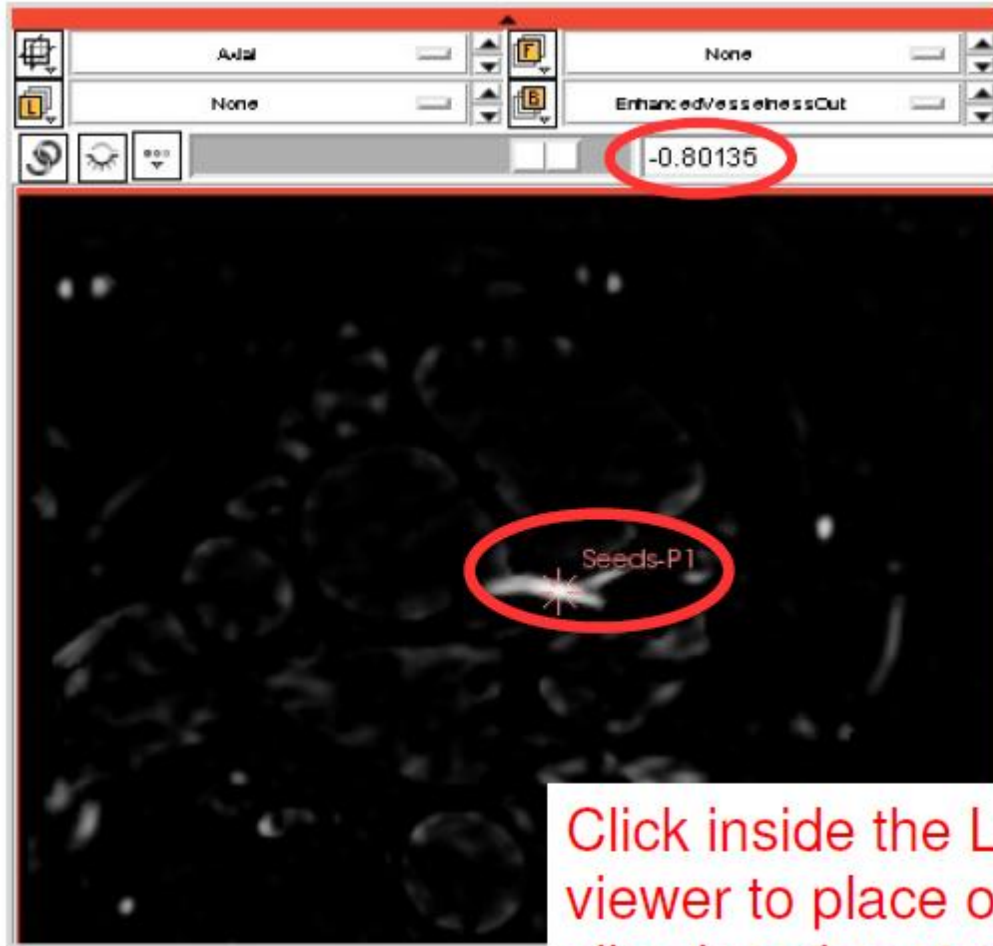 Axial
F
None
L
None
B
EnhancedVesselnessOut
-0.80135
Seeds-P1
Click inside the L
viewer to place o